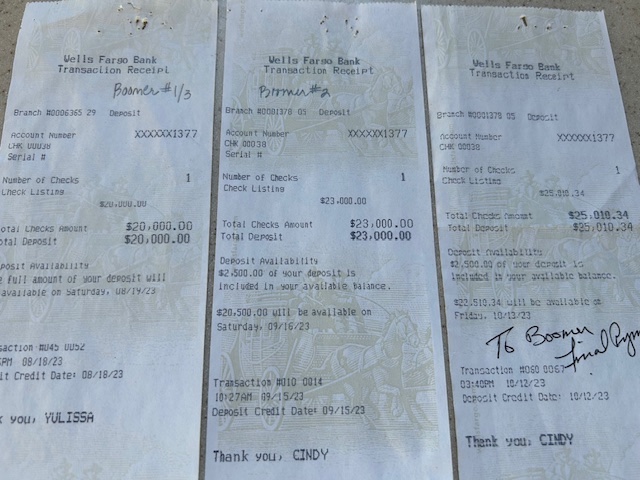 Wells Fargo Bank
Transaction Receipt
Boomer #1/3
Branch #0006365 29 Deposit
Account Number XXXXXX1377
CHK 00038
Serial #
Number of Checks 1
Check Listing
$20,000.00
otal Checks Amount $20,000.00
otal Deposit $20,000.00
posit Availability
e full amount of your deposit will
available on Saturday, 08/19/23
saction #045 0052
PM 08/18/23
it Credit Date: 08/18/23
k you, YULISSA
Wells Fargo Bank
Transaction Receipt
Boomer #2
Branch #0001378 05 Deposit
Account Number XXXXXX1377
CHK 00038
Serial #
Number of Checks 1
Check Listing
$23,000.00
Total Checks Amount $23,000.00
Total Deposit $23,000.00
Deposit Availability
$2,500.00 of your deposit is
included in your available balance.
$20,500.00 will be available on
Saturday, 09/16/23
Transaction #010 0014
10:27AM 09/15/23
Deposit Credit Date: 09/15/23
Thank you, CINDY
Wells Fargo Bank
Transaction Receipt
Branch #0001378 05 Deposit
Account Number XXXXXX1377
CHK 00038
Number of Checks 1
Check Listing
$25,010.34
Total Checks Amount $25,010.34
Total Deposit $25,010.34
Deposit Availability
$2,500.00 of your deposit is
included in your available balance.
$22,510.34 will be available on
Friday, 10/13/23
To Boomer
final Pym
Transaction #060 0067
03:40PM 10/12/23
Deposit Credit Date: 10/12/23
Thank you, CINDY